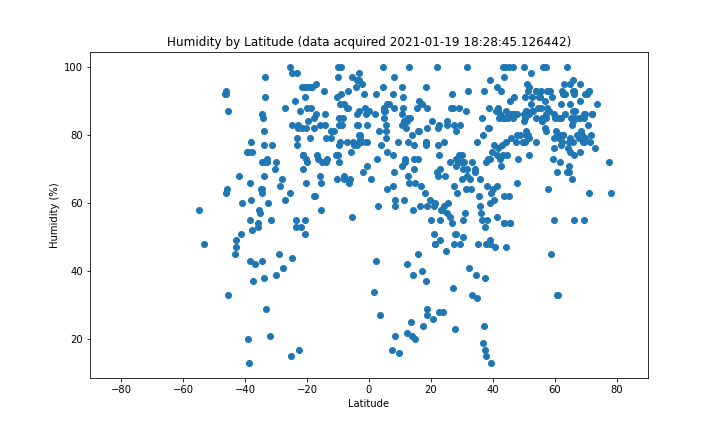 Humidity by Latitude (data acquired 2021-01-19 18:28:45.126442)
100
80
60
40
20
Humidity (%)
−80 −60 −40 −20 0 20 40 60 80
Latitude